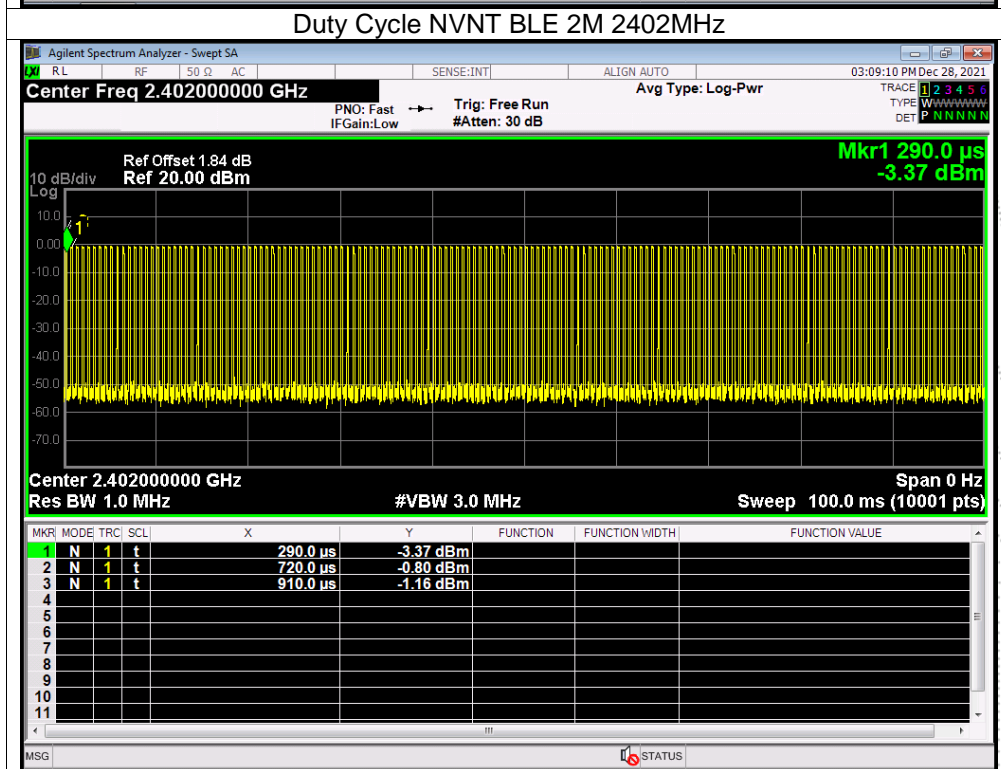 Duty Cycle NVNT BLE 2M 2402MHz
Agilent Spectrum Analyzer - Swept SA
LXI RL RF 50 Ω AC SENSE:INT ALIGN AUTO 03:09:10 PM Dec 28, 2021
Center Freq 2.402000000 GHz Avg Type: Log-Pwr TRACE 1 2 3 4 5 6
PNO: Fast Trig: Free Run TYPE WWWWWW
IFGain:Low #Atten: 30 dB DET P N N N N N
Mkr1 290.0 µs
Ref Offset 1.84 dB
10 dB/div Ref 20.00 dBm -3.37 dBm
Log
10.0
1
0.00
-10.0
-20.0
-30.0
-40.0
-50.0
-60.0
-70.0
Center 2.402000000 GHz Span 0 Hz
Res BW 1.0 MHz #VBW 3.0 MHz Sweep 100.0 ms (10001 pts)
MKR MODE TRC SCL X Y FUNCTION FUNCTION WIDTH FUNCTION VALUE
1 N 1 t 290.0 µs -3.37 dBm
2 N 1 t 720.0 µs -0.80 dBm
3 N 1 t 910.0 µs -1.16 dBm
4
5
6
7
8
9
10
11
MSG STATUS